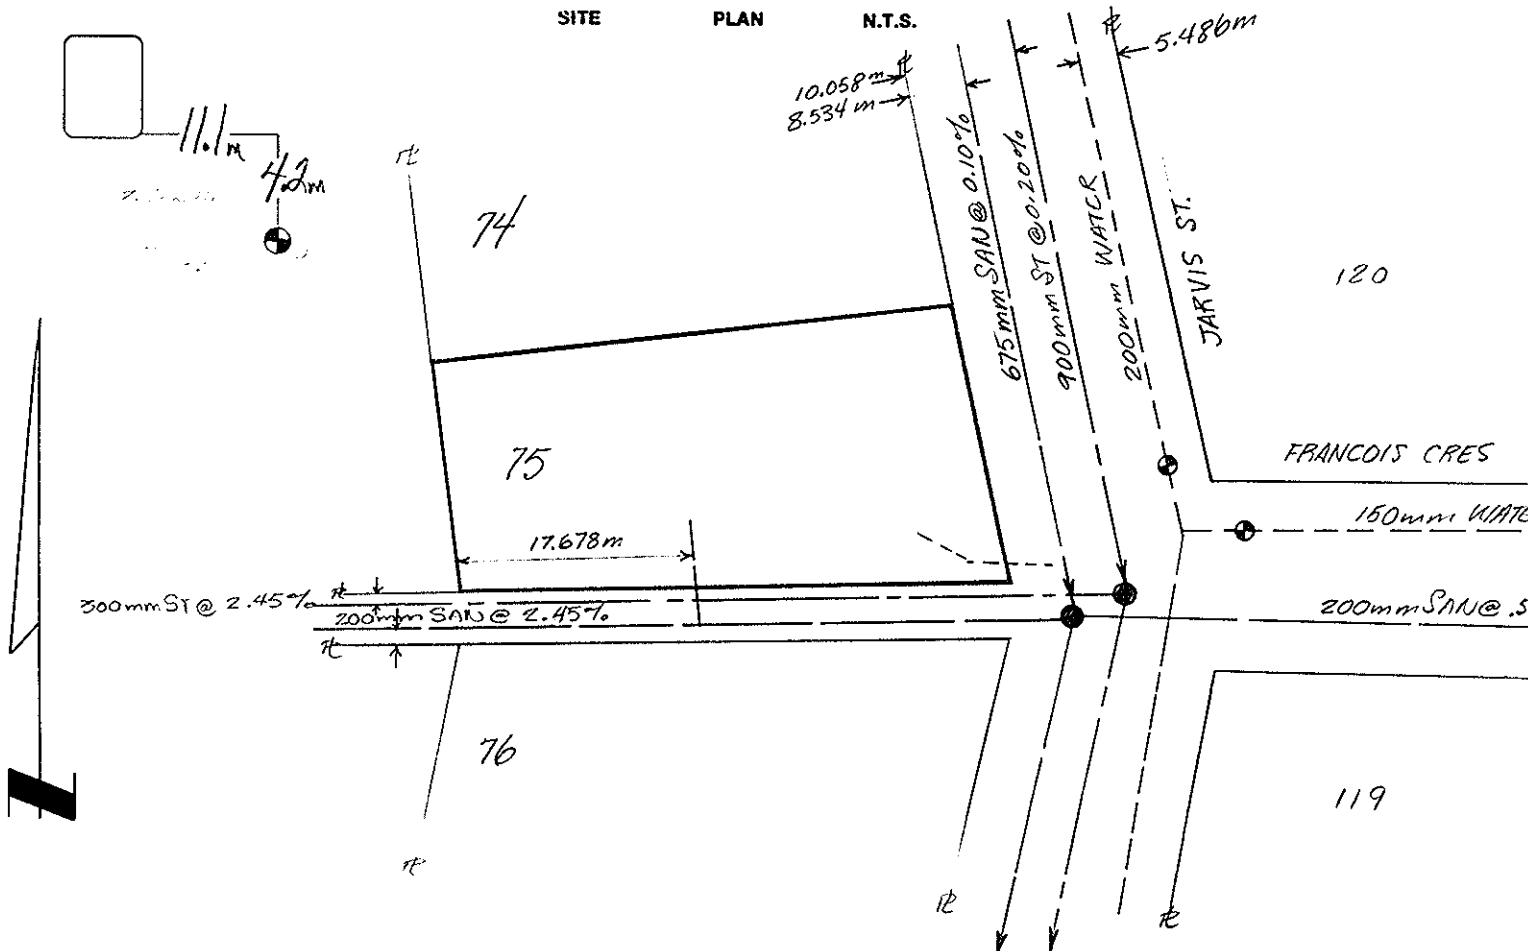 SITE PLAN N.T.S.
5.486m
10.058m
8.534m
11.1m
4.2m
74
675mm SAN @ 0.10%
900mm ST @ 0.20%
200mm WATER
JARVIS ST.
120
75
FRANCOIS CRES
150mm WATE
17.678m
300mm ST @ 2.45%
200mm SAN @ 2.45%
200mm SAN @ .5
76
119